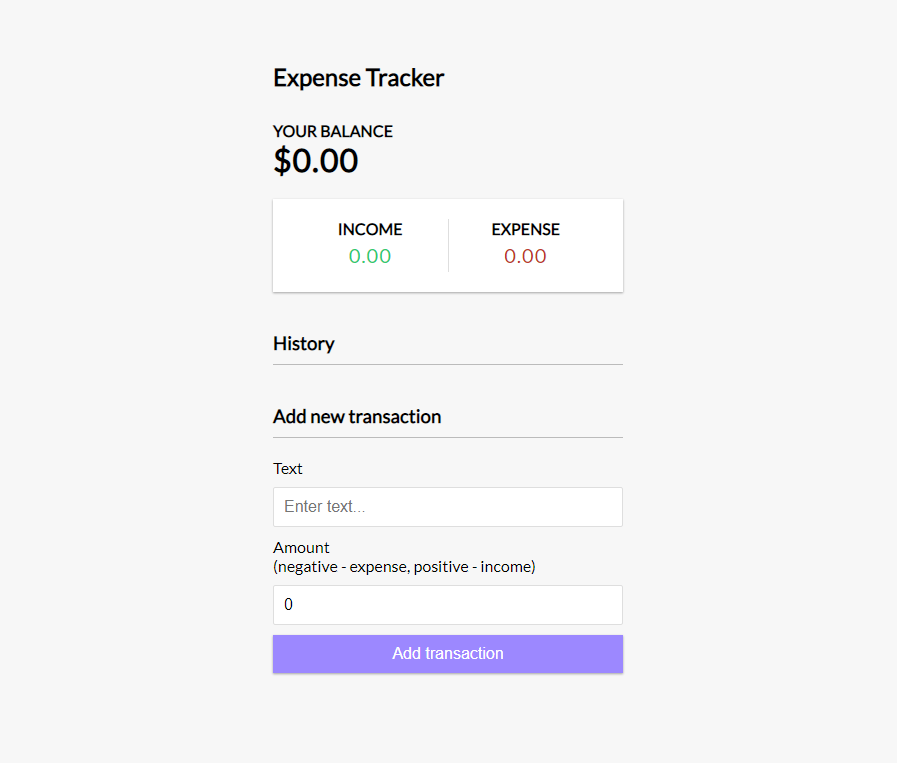 Expense Tracker
YOUR BALANCE
$0.00
INCOME EXPENSE
0.00 0.00
History
Add new transaction
Text
Enter text...
Amount
(negative - expense, positive - income)
0
Add transaction